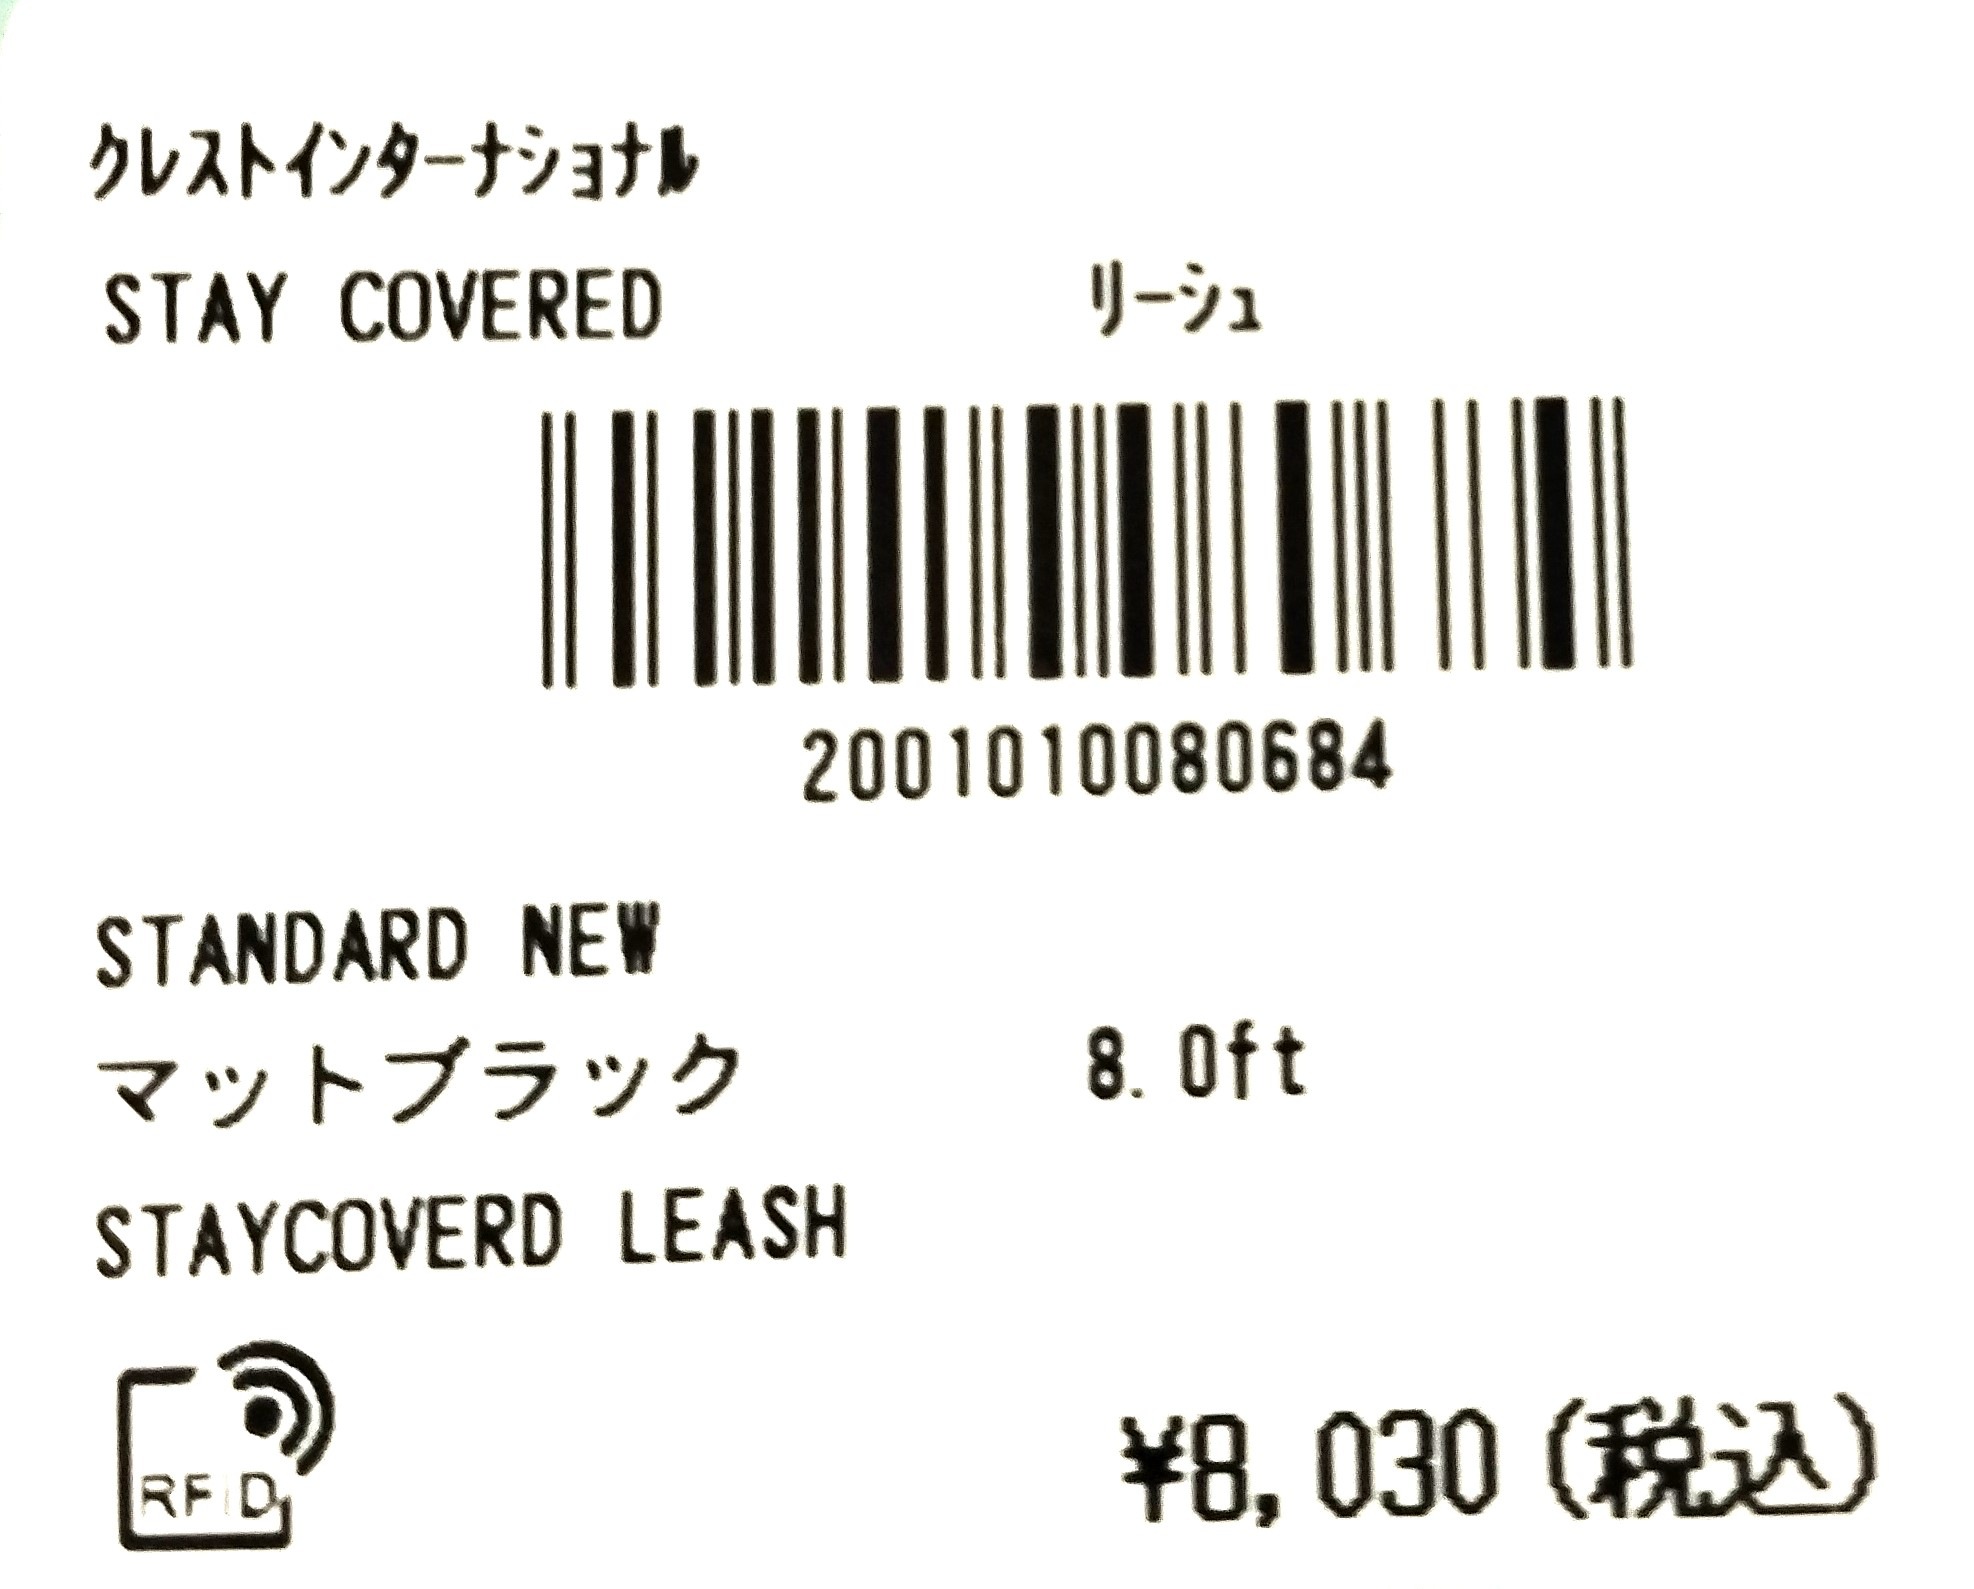 クレストインターナショナル
STAY COVERED リーシュ
2001010080684
STANDARD NEW
マットブラック 8.0ft
STAYCOVERD LEASH
RFID
¥8,030(税込)